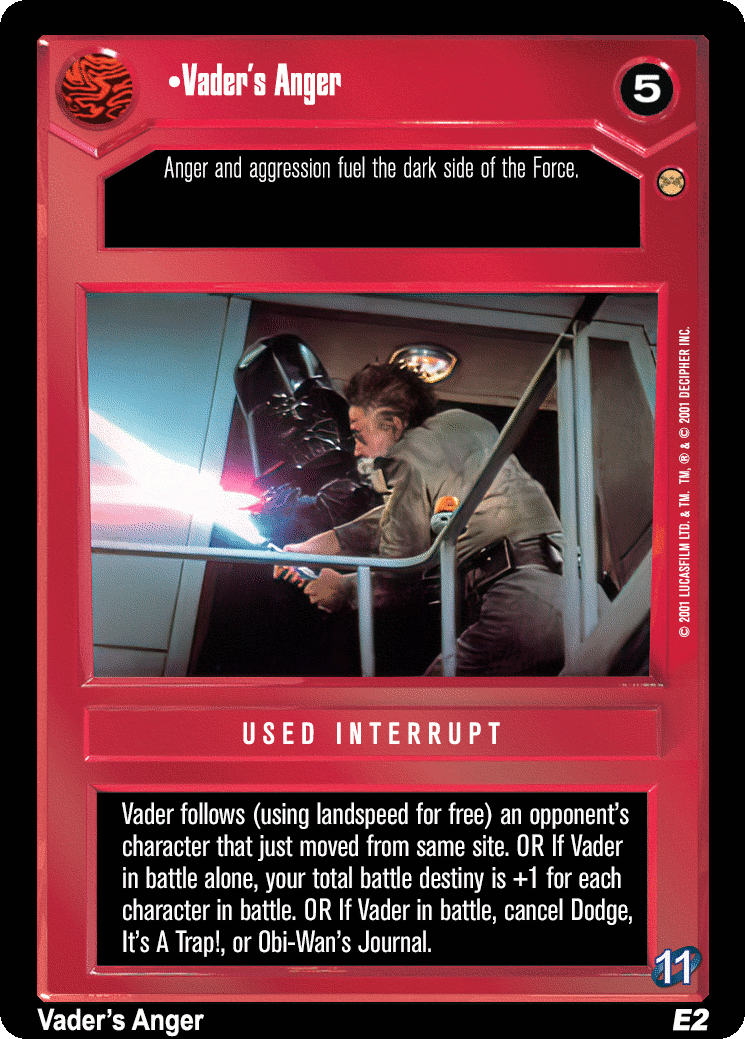 •Vader's Anger
5
Anger and aggression fuel the dark side of the Force.
© 2001 LUCASFILM LTD. & TM. TM, ® & © 2001 DECIPHER INC.
USED INTERRUPT
Vader follows (using landspeed for free) an opponent's
character that just moved from same site. OR If Vader
in battle alone, your total battle destiny is +1 for each
character in battle. OR If Vader in battle, cancel Dodge,
It's A Trap!, or Obi-Wan's Journal.
11
Vader's Anger
E2